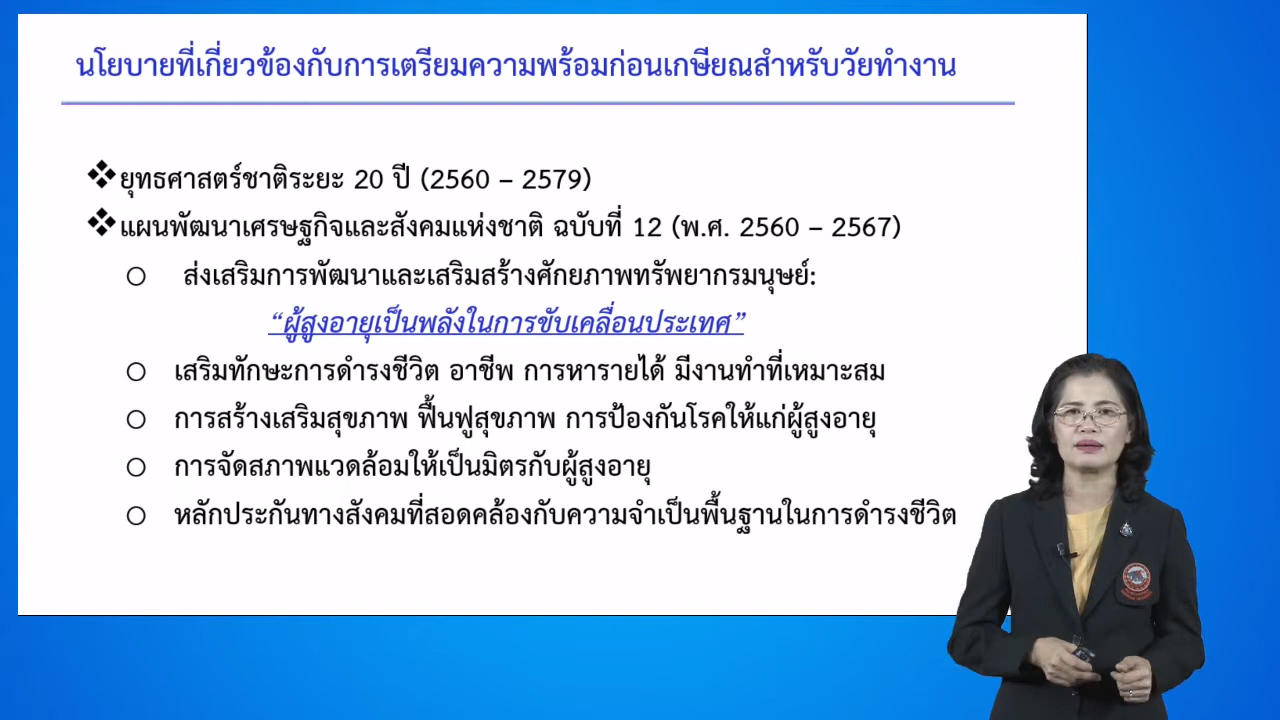 นโยบายที่เกี่ยวข้องกับการเตรียมความพร้อมก่อนเกษียณสำหรับวัยทำงาน
❖ยุทธศาสตร์ชาติระยะ 20 ปี (2560 – 2579)
❖แผนพัฒนาเศรษฐกิจและสังคมแห่งชาติ ฉบับที่ 12 (พ.ศ. 2560 – 2567)
○ ส่งเสริมการพัฒนาและเสริมสร้างศักยภาพทรัพยากรมนุษย์:
“ผู้สูงอายุเป็นพลังในการขับเคลื่อนประเทศ”
○ เสริมทักษะการดำรงชีวิต อาชีพ การหารายได้ มีงานทำที่เหมาะสม
○ การสร้างเสริมสุขภาพ ฟื้นฟูสุขภาพ การป้องกันโรคให้แก่ผู้สูงอายุ
○ การจัดสภาพแวดล้อมให้เป็นมิตรกับผู้สูงอายุ
○ หลักประกันทางสังคมที่สอดคล้องกับความจำเป็นพื้นฐานในการดำรงชีวิต